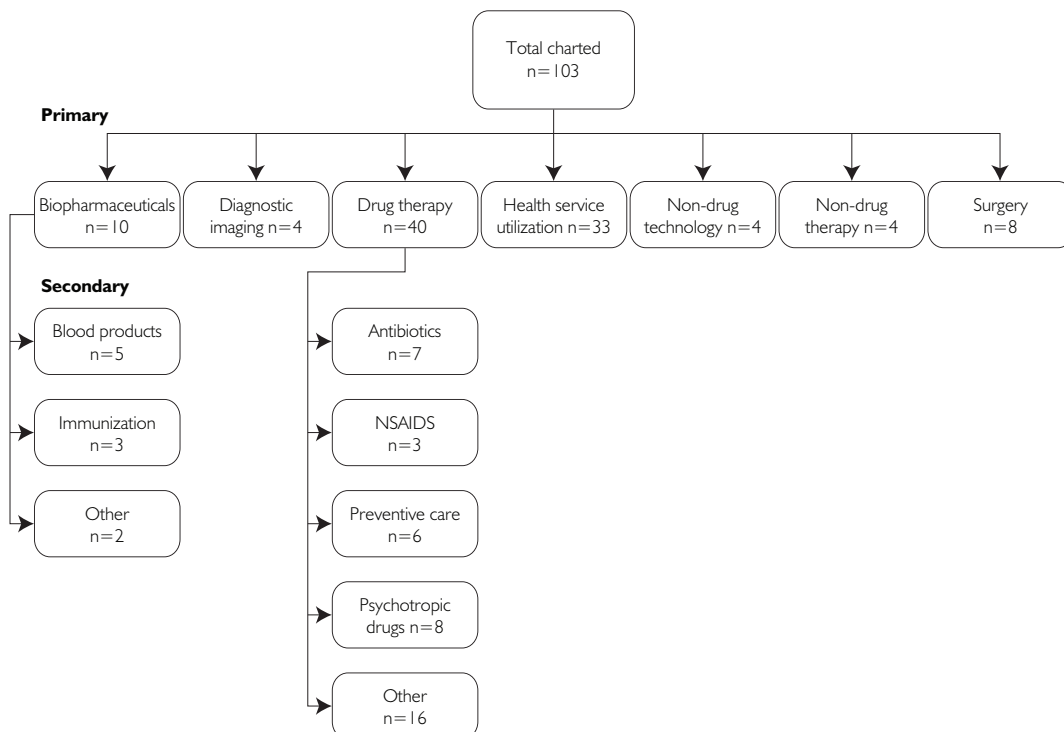 Total charted
n=103
Primary
Biopharmaceuticals
n=10
Diagnostic
imaging n=4
Drug therapy
n=40
Health service
utilization n=33
Non-drug
technology n=4
Non-drug
therapy n=4
Surgery
n=8
Secondary
Blood products
n=5
Immunization
n=3
Other
n=2
Antibiotics
n=7
NSAIDS
n=3
Preventive care
n=6
Psychotropic
drugs n=8
Other
n=16